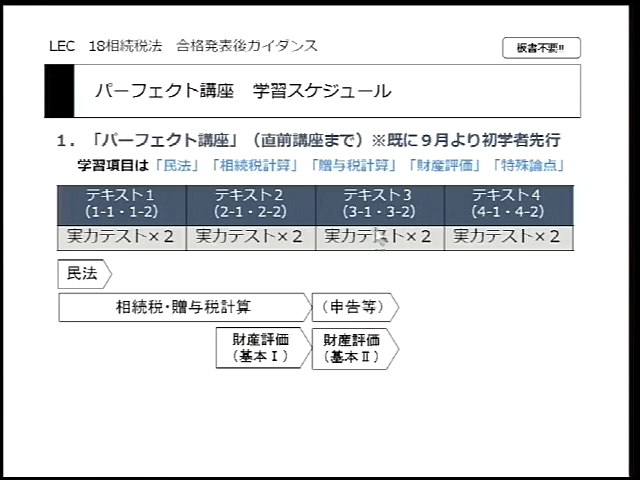 LEC 18相続税法 合格発表後ガイダンス
板書不要!!
パーフェクト講座 学習スケジュール
1．「パーフェクト講座」（直前講座まで）※既に９月より初学者先行
学習項目は「民法」「相続税計算」「贈与税計算」「財産評価」「特殊論点」
テキスト1 テキスト2 テキスト3 テキスト4
(1-1・1-2) (2-1・2-2) (3-1・3-2) (4-1・4-2)
実力テスト×２ 実力テスト×２ 実力テスト×２ 実力テスト×２
民法
相続税・贈与税計算 （申告等）
財産評価 財産評価
（基本Ⅰ） （基本Ⅱ）